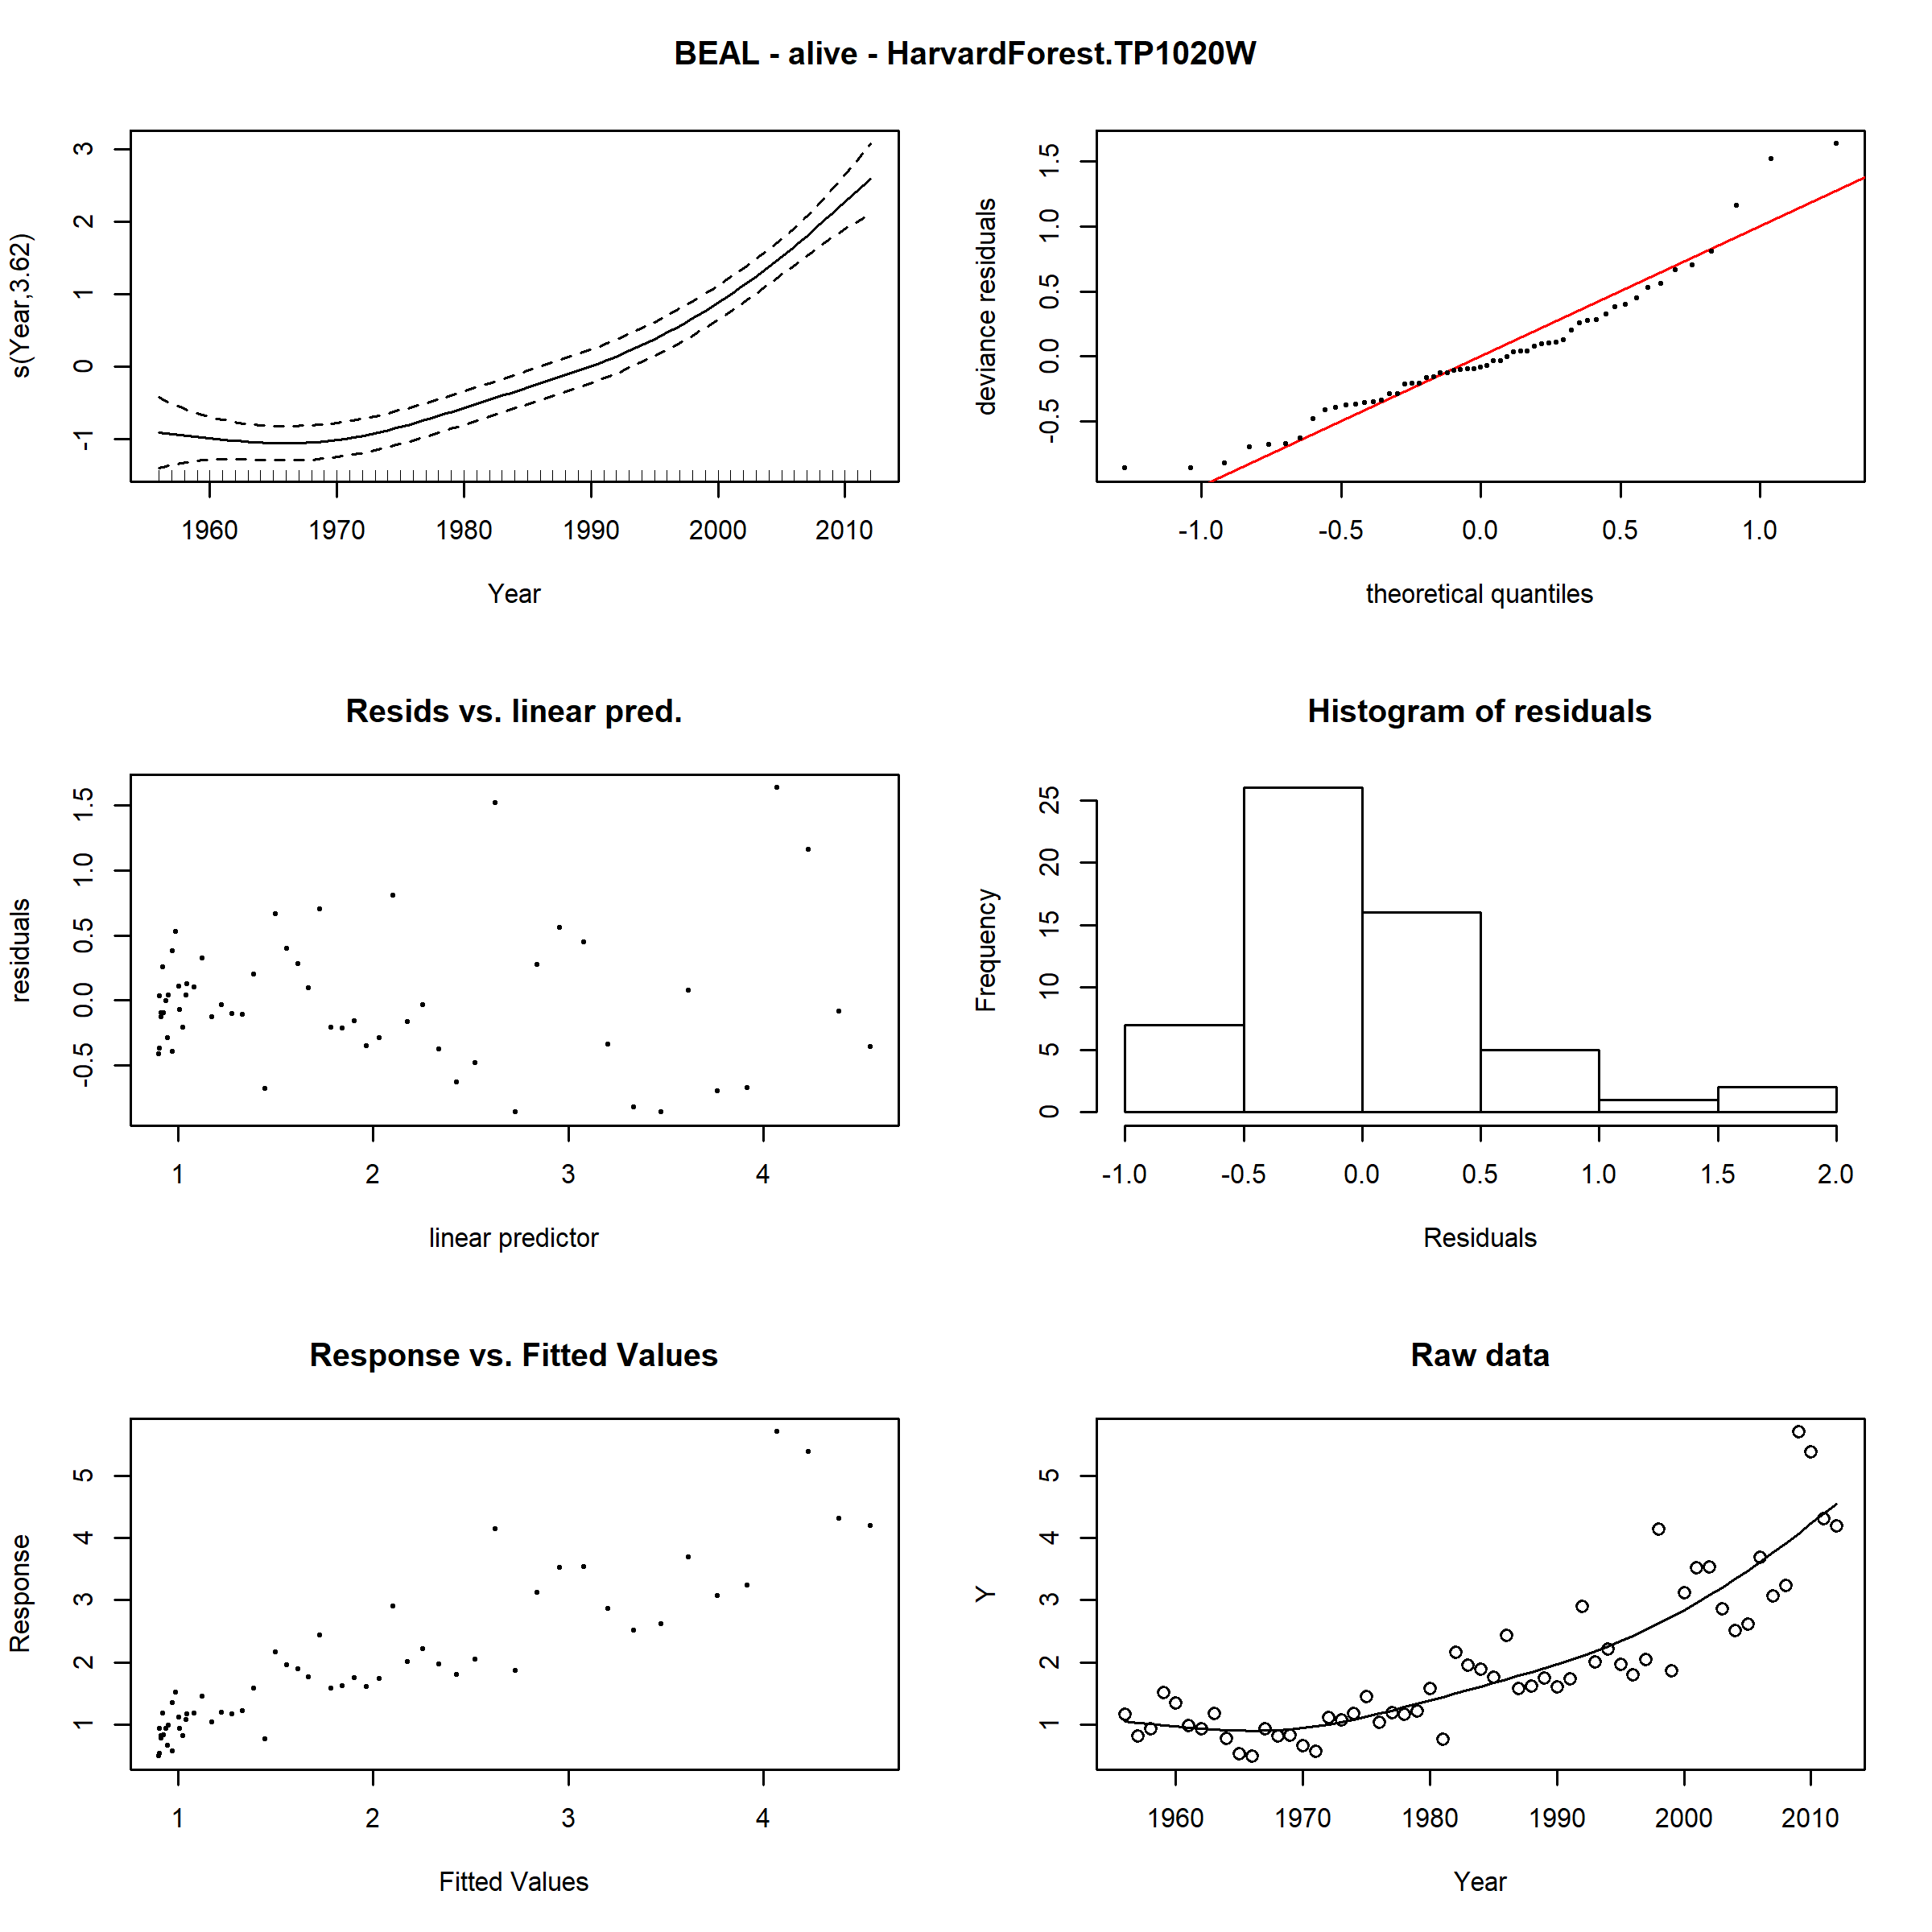 BEAL - alive - HarvardForest.TP1020W
s(Year,3.62)
3
2
1
0
-1
1960 1970 1980 1990 2000 2010
Year
deviance residuals
1.5
1.0
0.5
0.0
-0.5
-1.0 -0.5 0.0 0.5 1.0
theoretical quantiles
Resids vs. linear pred.
residuals
1.5
1.0
0.5
0.0
-0.5
1 2 3 4
linear predictor
Histogram of residuals
Frequency
25
20
15
10
5
0
-1.0 -0.5 0.0 0.5 1.0 1.5 2.0
Residuals
Response vs. Fitted Values
Response
5
4
3
2
1
1 2 3 4
Fitted Values
Raw data
Y
5
4
3
2
1
1960 1970 1980 1990 2000 2010
Year